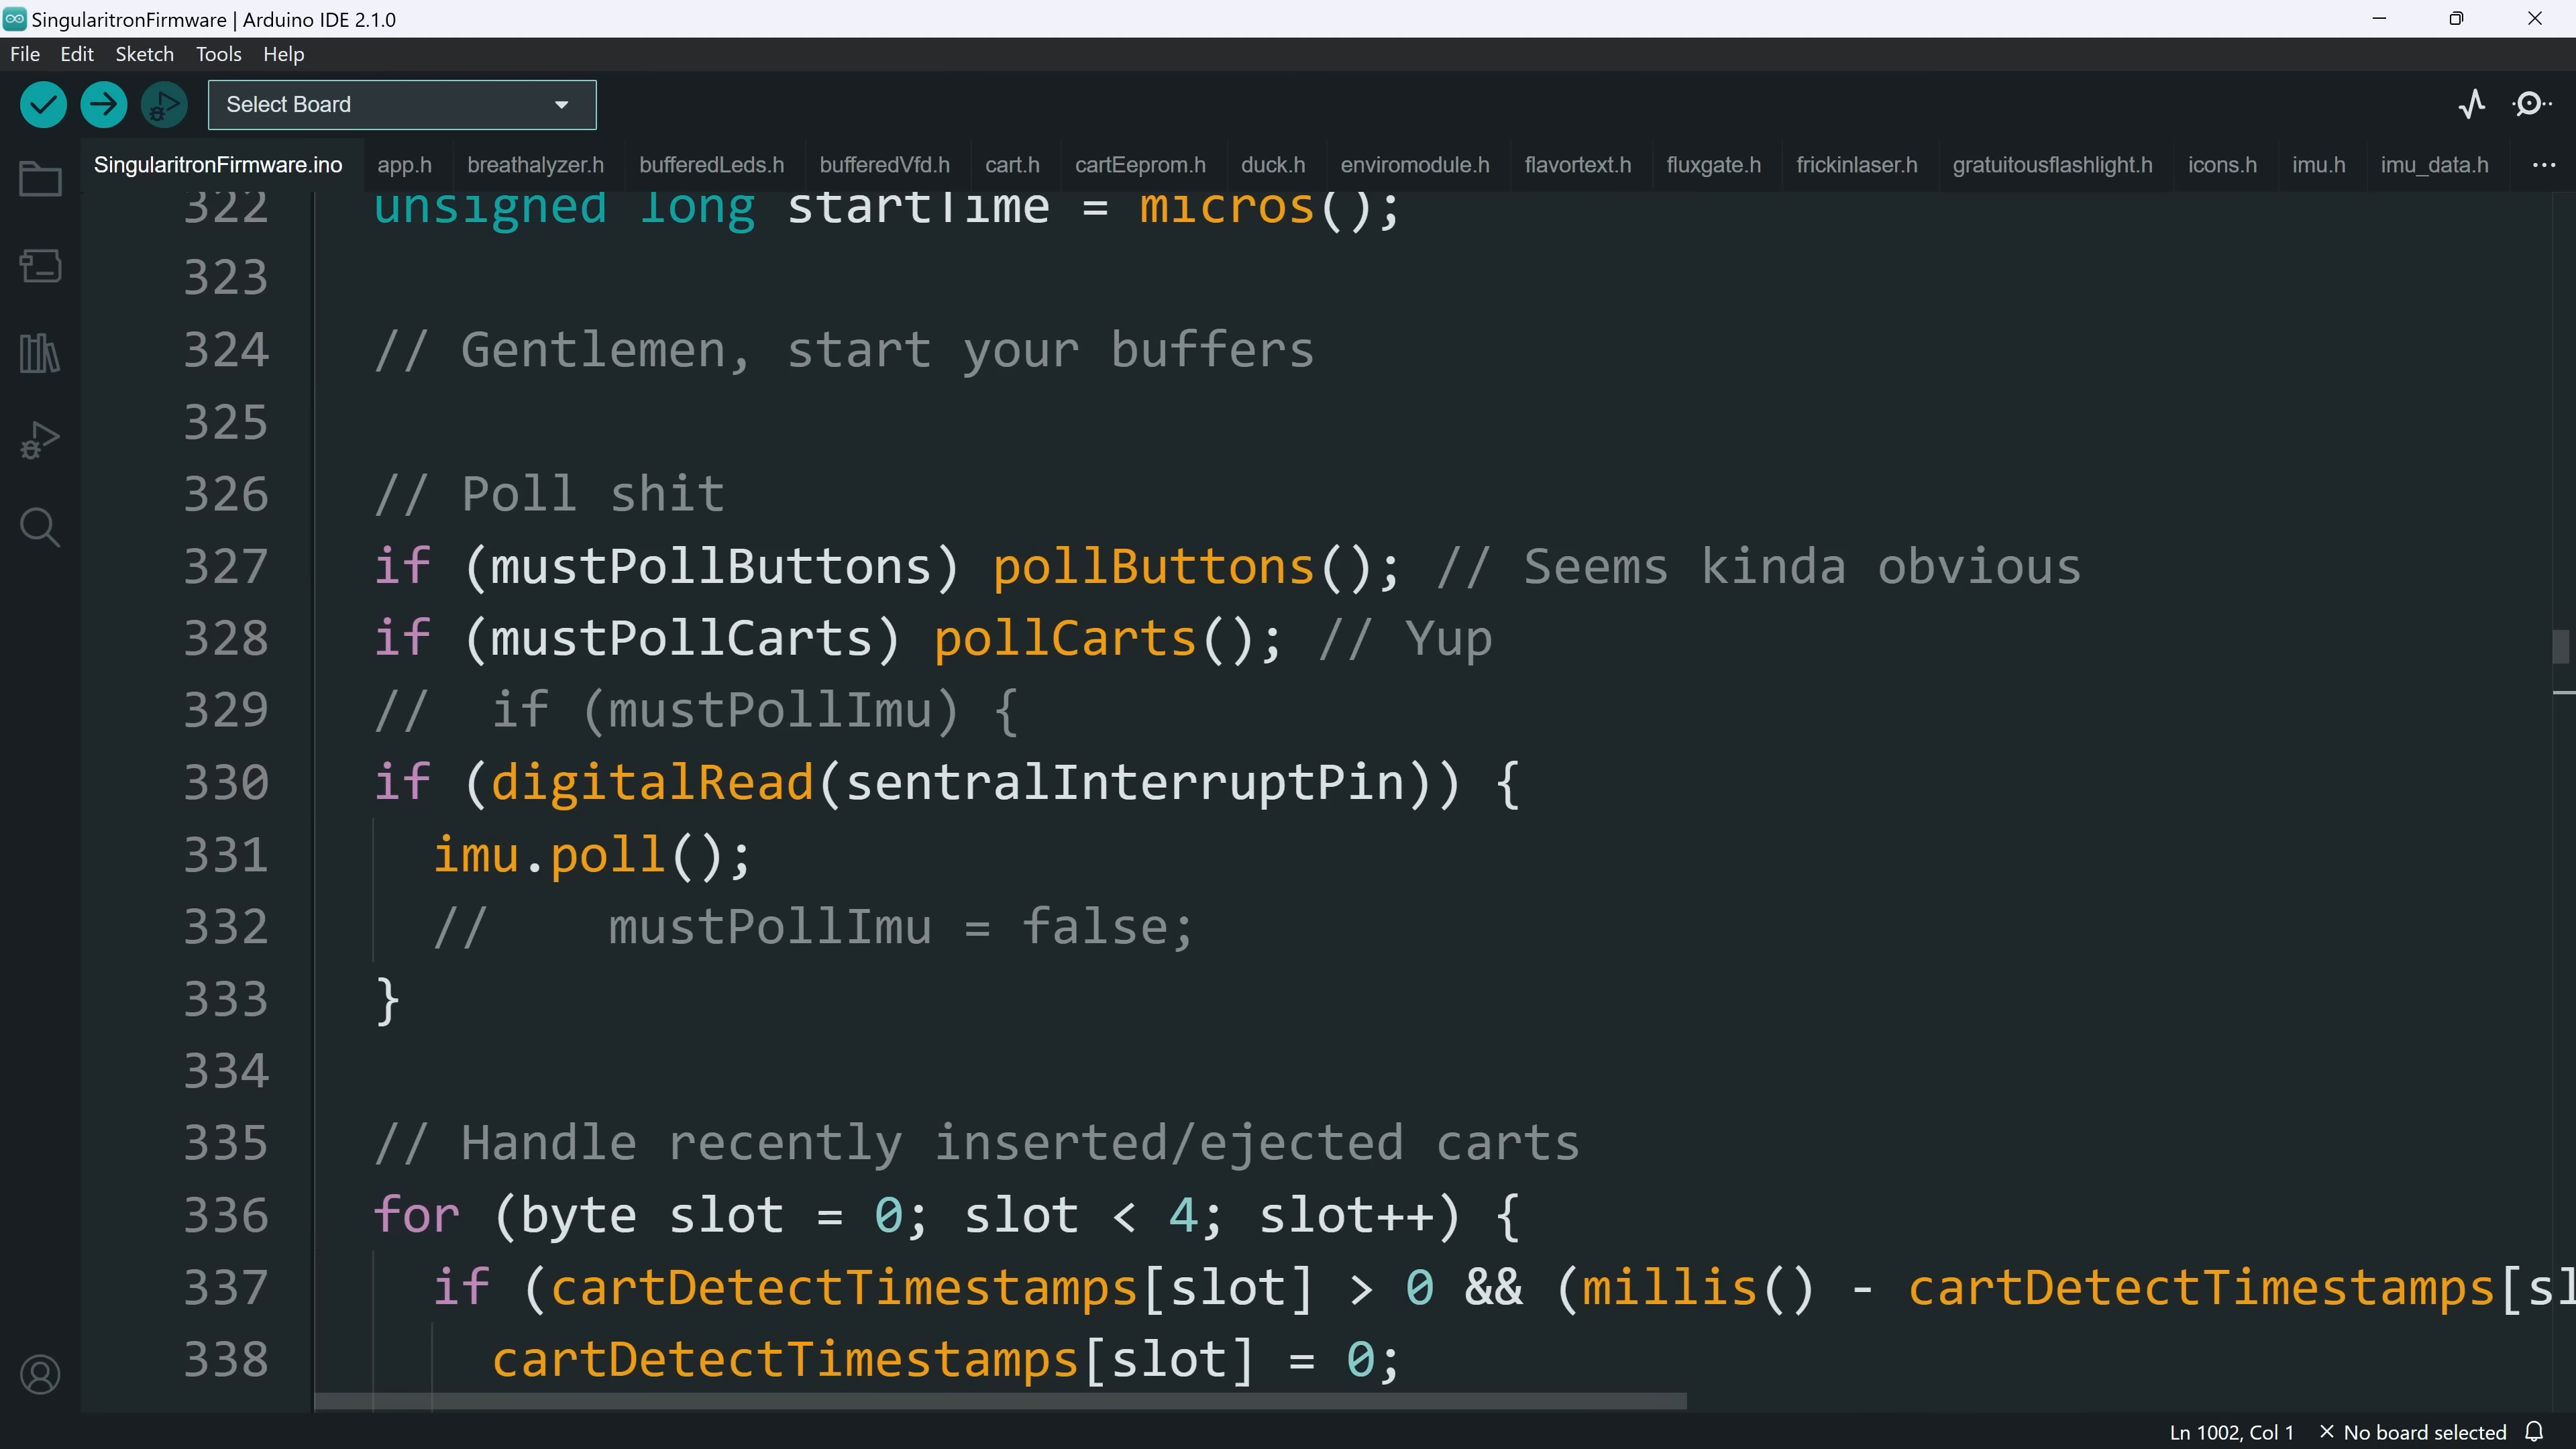 SingularitronFirmware | Arduino IDE 2.1.0
File Edit Sketch Tools Help
Select Board
SingularitronFirmware.ino app.h breathalyzer.h bufferedLeds.h bufferedVfd.h cart.h cartEeprom.h duck.h enviromodule.h flavortext.h fluxgate.h frickinlaser.h gratuitousflashlight.h icons.h imu.h imu_data.h ...
322 unsigned long startTime = micros();
323
324 // Gentlemen, start your buffers
325
326 // Poll shit
327 if (mustPollButtons) pollButtons(); // Seems kinda obvious
328 if (mustPollCarts) pollCarts(); // Yup
329 //  if (mustPollImu) {
330 if (digitalRead(sentralInterruptPin)) {
331 imu.poll();
332 //    mustPollImu = false;
333 }
334
335 // Handle recently inserted/ejected carts
336 for (byte slot = 0; slot < 4; slot++) {
337 if (cartDetectTimestamps[slot] > 0 && (millis() - cartDetectTimestamps[sl
338 cartDetectTimestamps[slot] = 0;
Ln 1002, Col 1 × No board selected